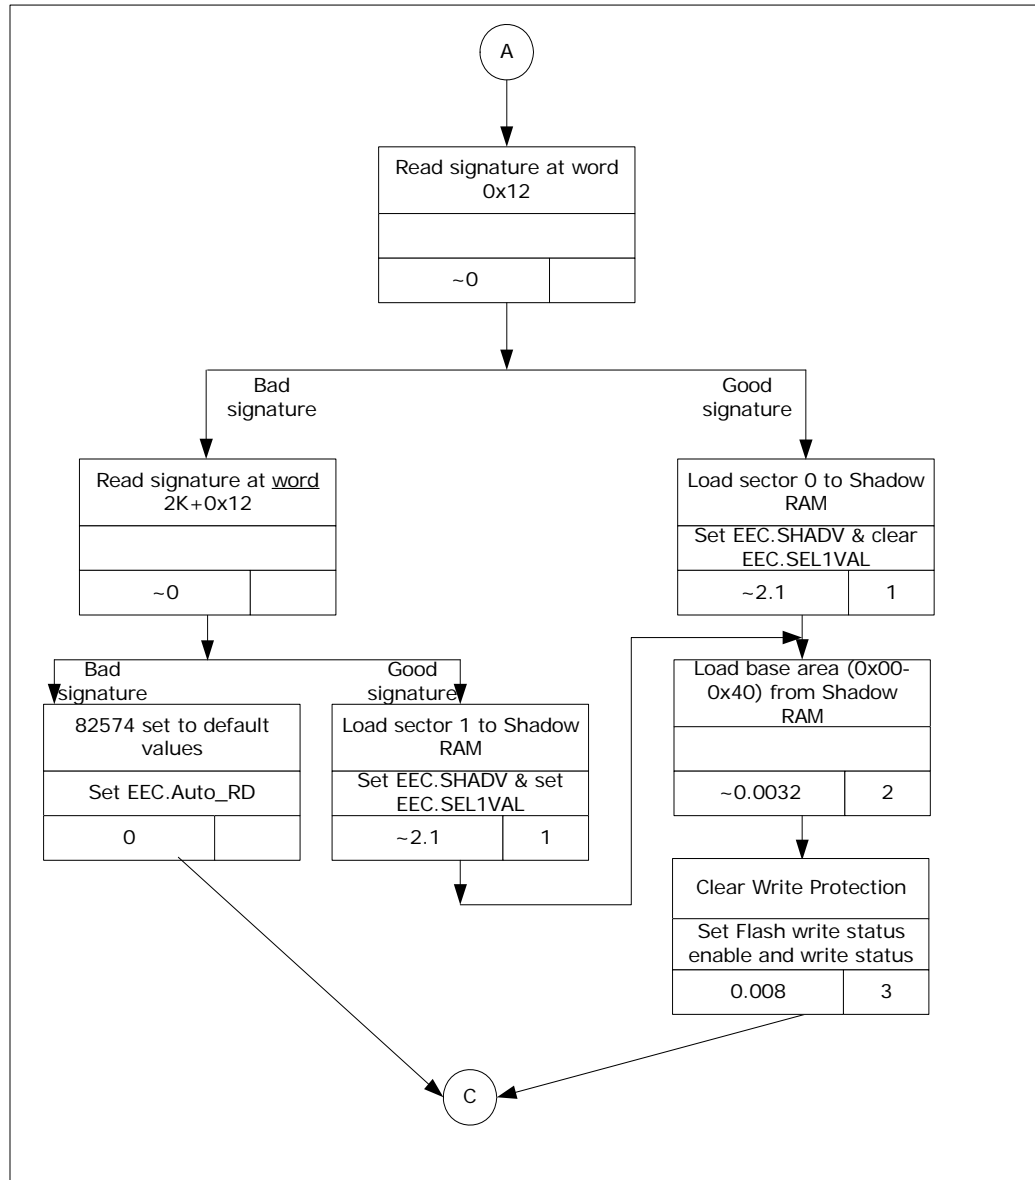 A
Read signature at word
0x12
~0
Bad
signature
Good
signature
Read signature at word
2K+0x12
~0
Load sector 0 to Shadow
RAM
Set EEC.SHADV & clear
EEC.SEL1VAL
~2.1 1
Bad
signature
Good
signature
82574 set to default
values
Set EEC.Auto_RD
0
Load sector 1 to Shadow
RAM
Set EEC.SHADV & set
EEC.SEL1VAL
~2.1 1
Load base area (0x00-
0x40) from Shadow
RAM
~0.0032 2
Clear Write Protection
Set Flash write status
enable and write status
0.008 3
C